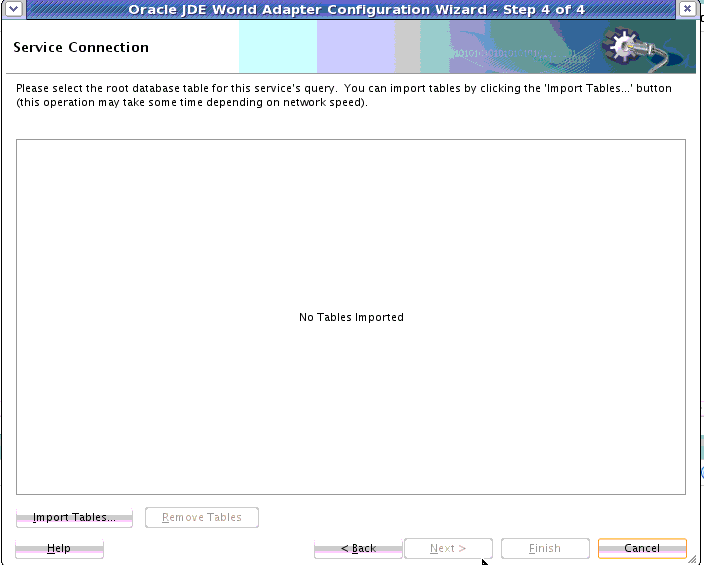 Oracle JDE World Adapter Configuration Wizard - Step 4 of 4
Service Connection
Please select the root database table for this service's query. You can import tables by clicking the 'Import Tables...' button
(this operation may take some time depending on network speed).
No Tables Imported
Import Tables... Remove Tables
Help < Back Next > Finish Cancel